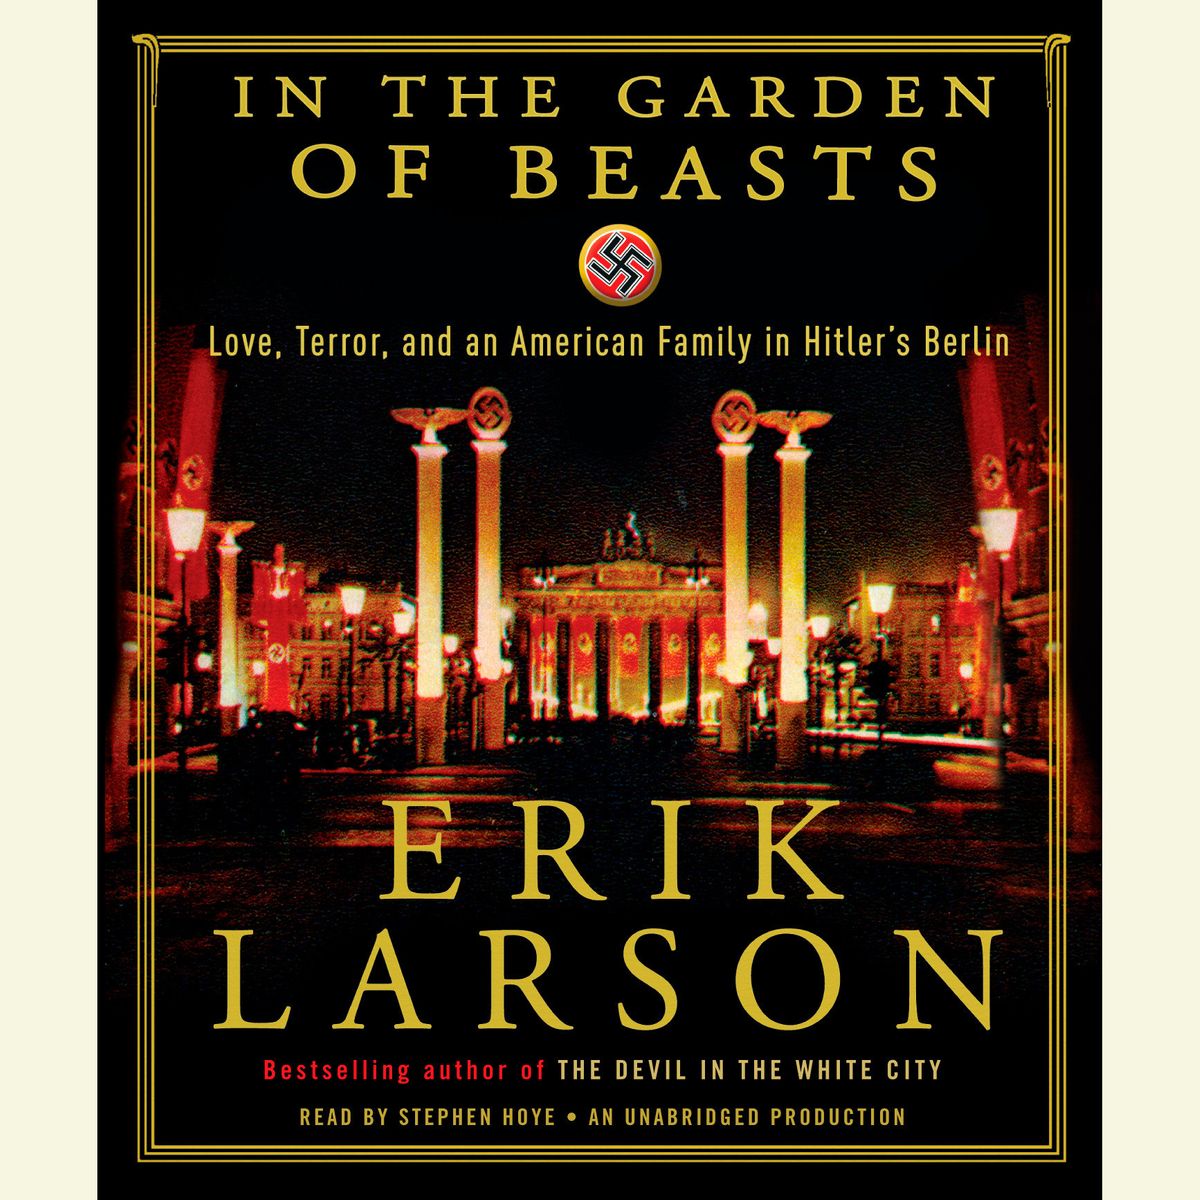 IN THE GARDEN
OF BEASTS
Love, Terror, and an American Family in Hitler's Berlin
ERIK
LARSON
Bestselling author of THE DEVIL IN THE WHITE CITY
READ BY STEPHEN HOYE • AN UNABRIDGED PRODUCTION